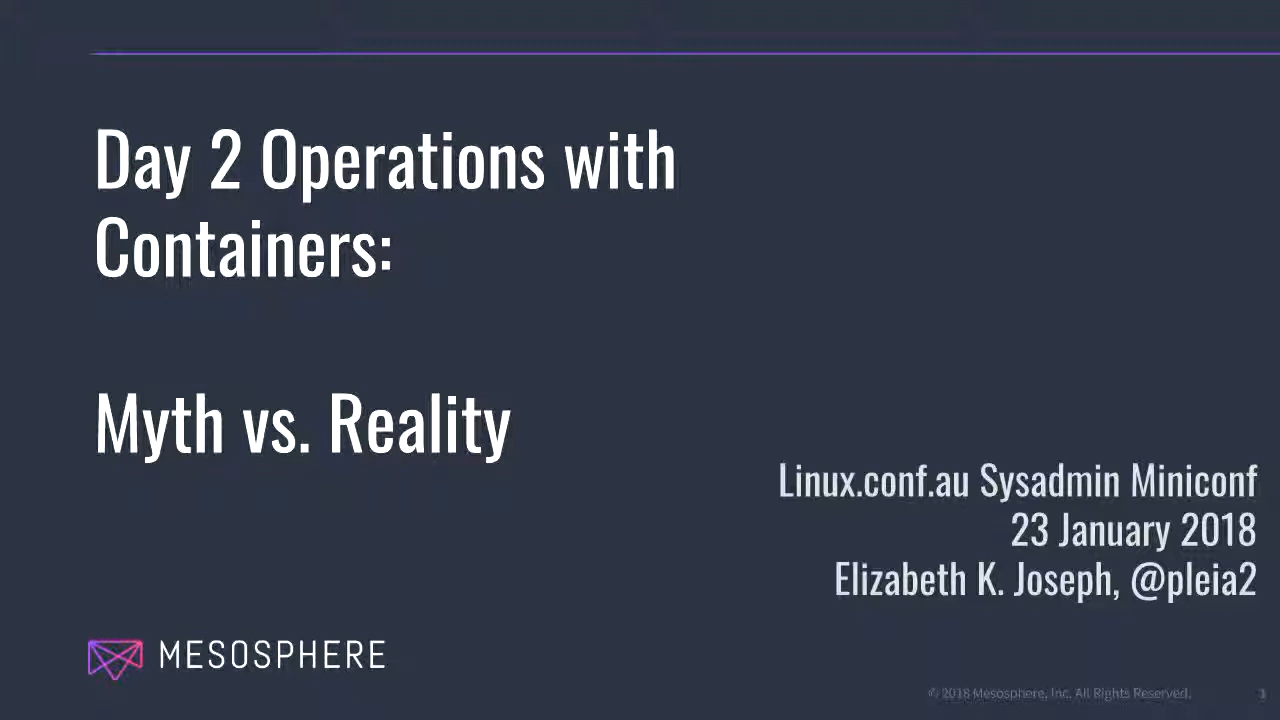 Day 2 Operations with
Containers:
Myth vs. Reality
Linux.conf.au Sysadmin Miniconf
23 January 2018
Elizabeth K. Joseph, @pleia2
MESOSPHERE
© 2018 Mesosphere, Inc. All Rights Reserved.
1